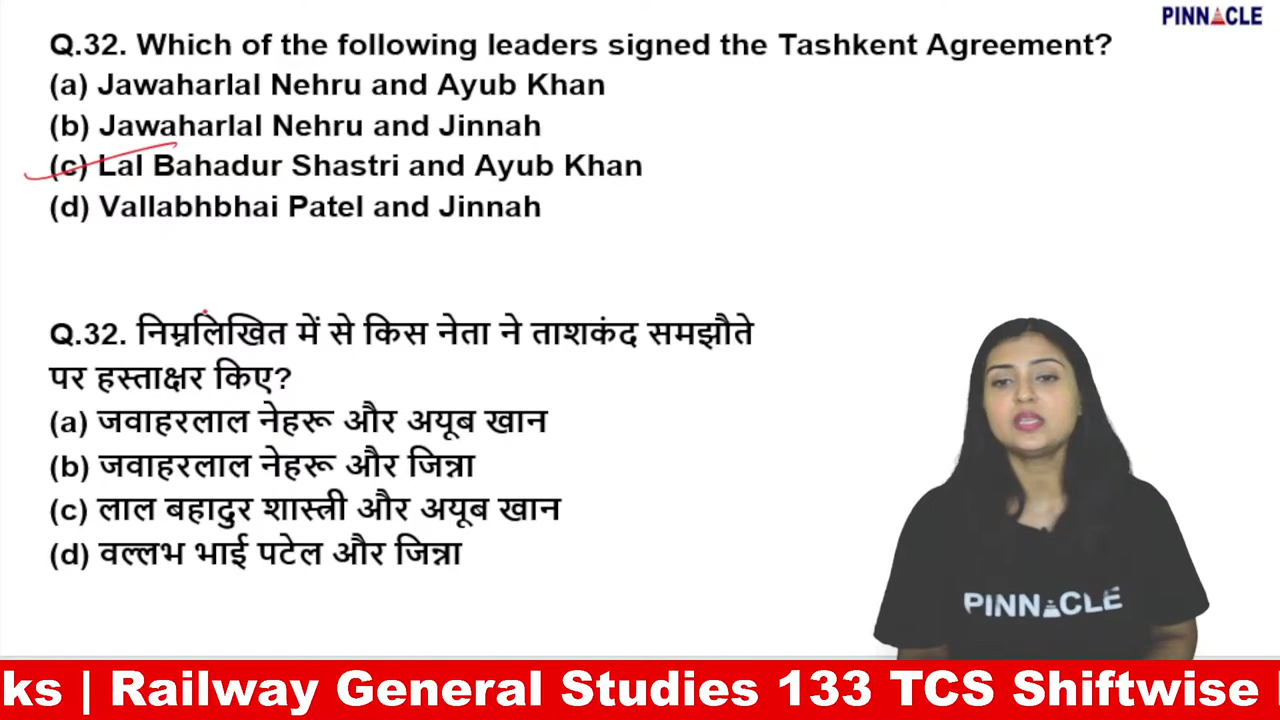 PINNACLE
Q.32. Which of the following leaders signed the Tashkent Agreement?
(a) Jawaharlal Nehru and Ayub Khan
(b) Jawaharlal Nehru and Jinnah
(c) Lal Bahadur Shastri and Ayub Khan
(d) Vallabhbhai Patel and Jinnah
Q.32. निम्नलिखित में से किस नेता ने ताशकंद समझौते
पर हस्ताक्षर किए?
(a) जवाहरलाल नेहरू और अयूब खान
(b) जवाहरलाल नेहरू और जिन्ना
(c) लाल बहादुर शास्त्री और अयूब खान
(d) वल्लभ भाई पटेल और जिन्ना
PINNACLE
ks | Railway General Studies 133 TCS Shiftwise